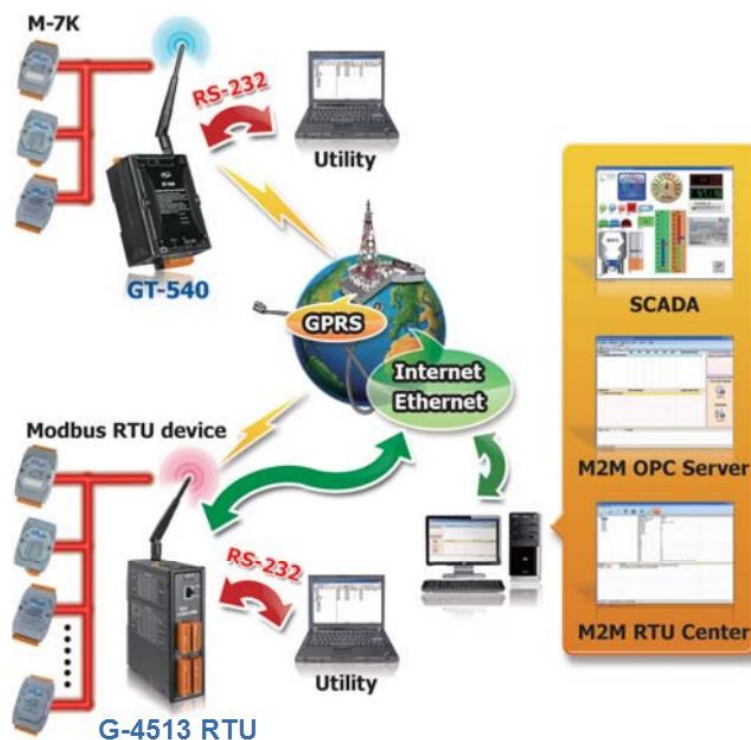 M-7K
RS-232
Utility
GT-540
GPRS
Internet
Ethernet
Modbus RTU device
RS-232
Utility
G-4513 RTU
SCADA
M2M OPC Server
M2M RTU Center